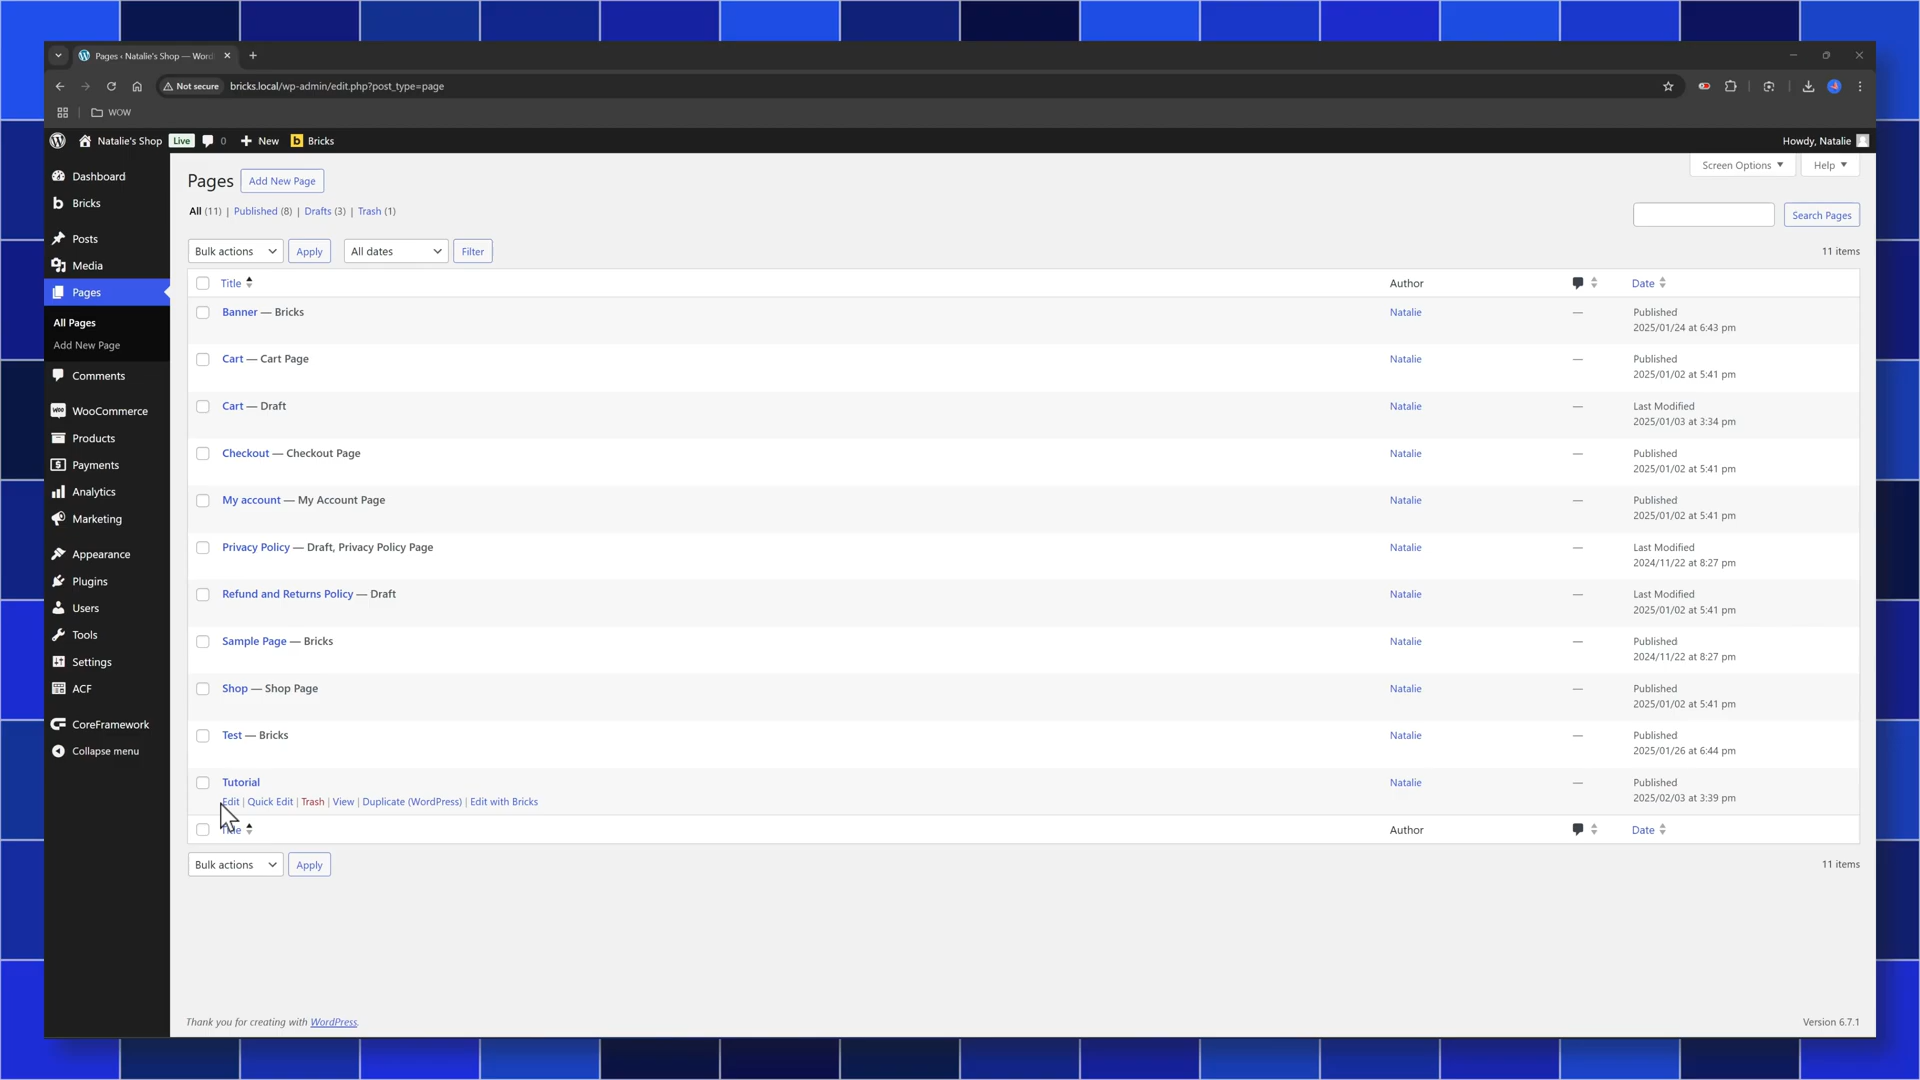 Pages ‹ Natalie's Shop — Word
Not secure
bricks.local/wp-admin/edit.php?post_type=page
WOW
Natalie's Shop
Live
0
New
Bricks
Howdy, Natalie
Dashboard
Bricks
Posts
Media
Pages
All Pages
Add New Page
Comments
WooCommerce
Products
Payments
Analytics
Marketing
Appearance
Plugins
Users
Tools
Settings
ACF
CoreFramework
Collapse menu
Screen Options
Help
Pages
Add New Page
All (11) | Published (8) | Drafts (3) | Trash (1)
Search Pages
Bulk actions
Apply
All dates
Filter
11 items
Title
Author
Date
Banner — Bricks
Natalie
—
Published
2025/01/24 at 6:43 pm
Cart — Cart Page
Natalie
—
Published
2025/01/02 at 5:41 pm
Cart — Draft
Natalie
—
Last Modified
2025/01/03 at 3:34 pm
Checkout — Checkout Page
Natalie
—
Published
2025/01/02 at 5:41 pm
My account — My Account Page
Natalie
—
Published
2025/01/02 at 5:41 pm
Privacy Policy — Draft, Privacy Policy Page
Natalie
—
Last Modified
2024/11/22 at 8:27 pm
Refund and Returns Policy — Draft
Natalie
—
Last Modified
2025/01/02 at 5:41 pm
Sample Page — Bricks
Natalie
—
Published
2024/11/22 at 8:27 pm
Shop — Shop Page
Natalie
—
Published
2025/01/02 at 5:41 pm
Test — Bricks
Natalie
—
Published
2025/01/26 at 6:44 pm
Tutorial
Natalie
—
Published
2025/02/03 at 3:39 pm
Edit | Quick Edit | Trash | View | Duplicate (WordPress) | Edit with Bricks
Title
Author
Date
Bulk actions
Apply
11 items
Thank you for creating with WordPress.
Version 6.7.1